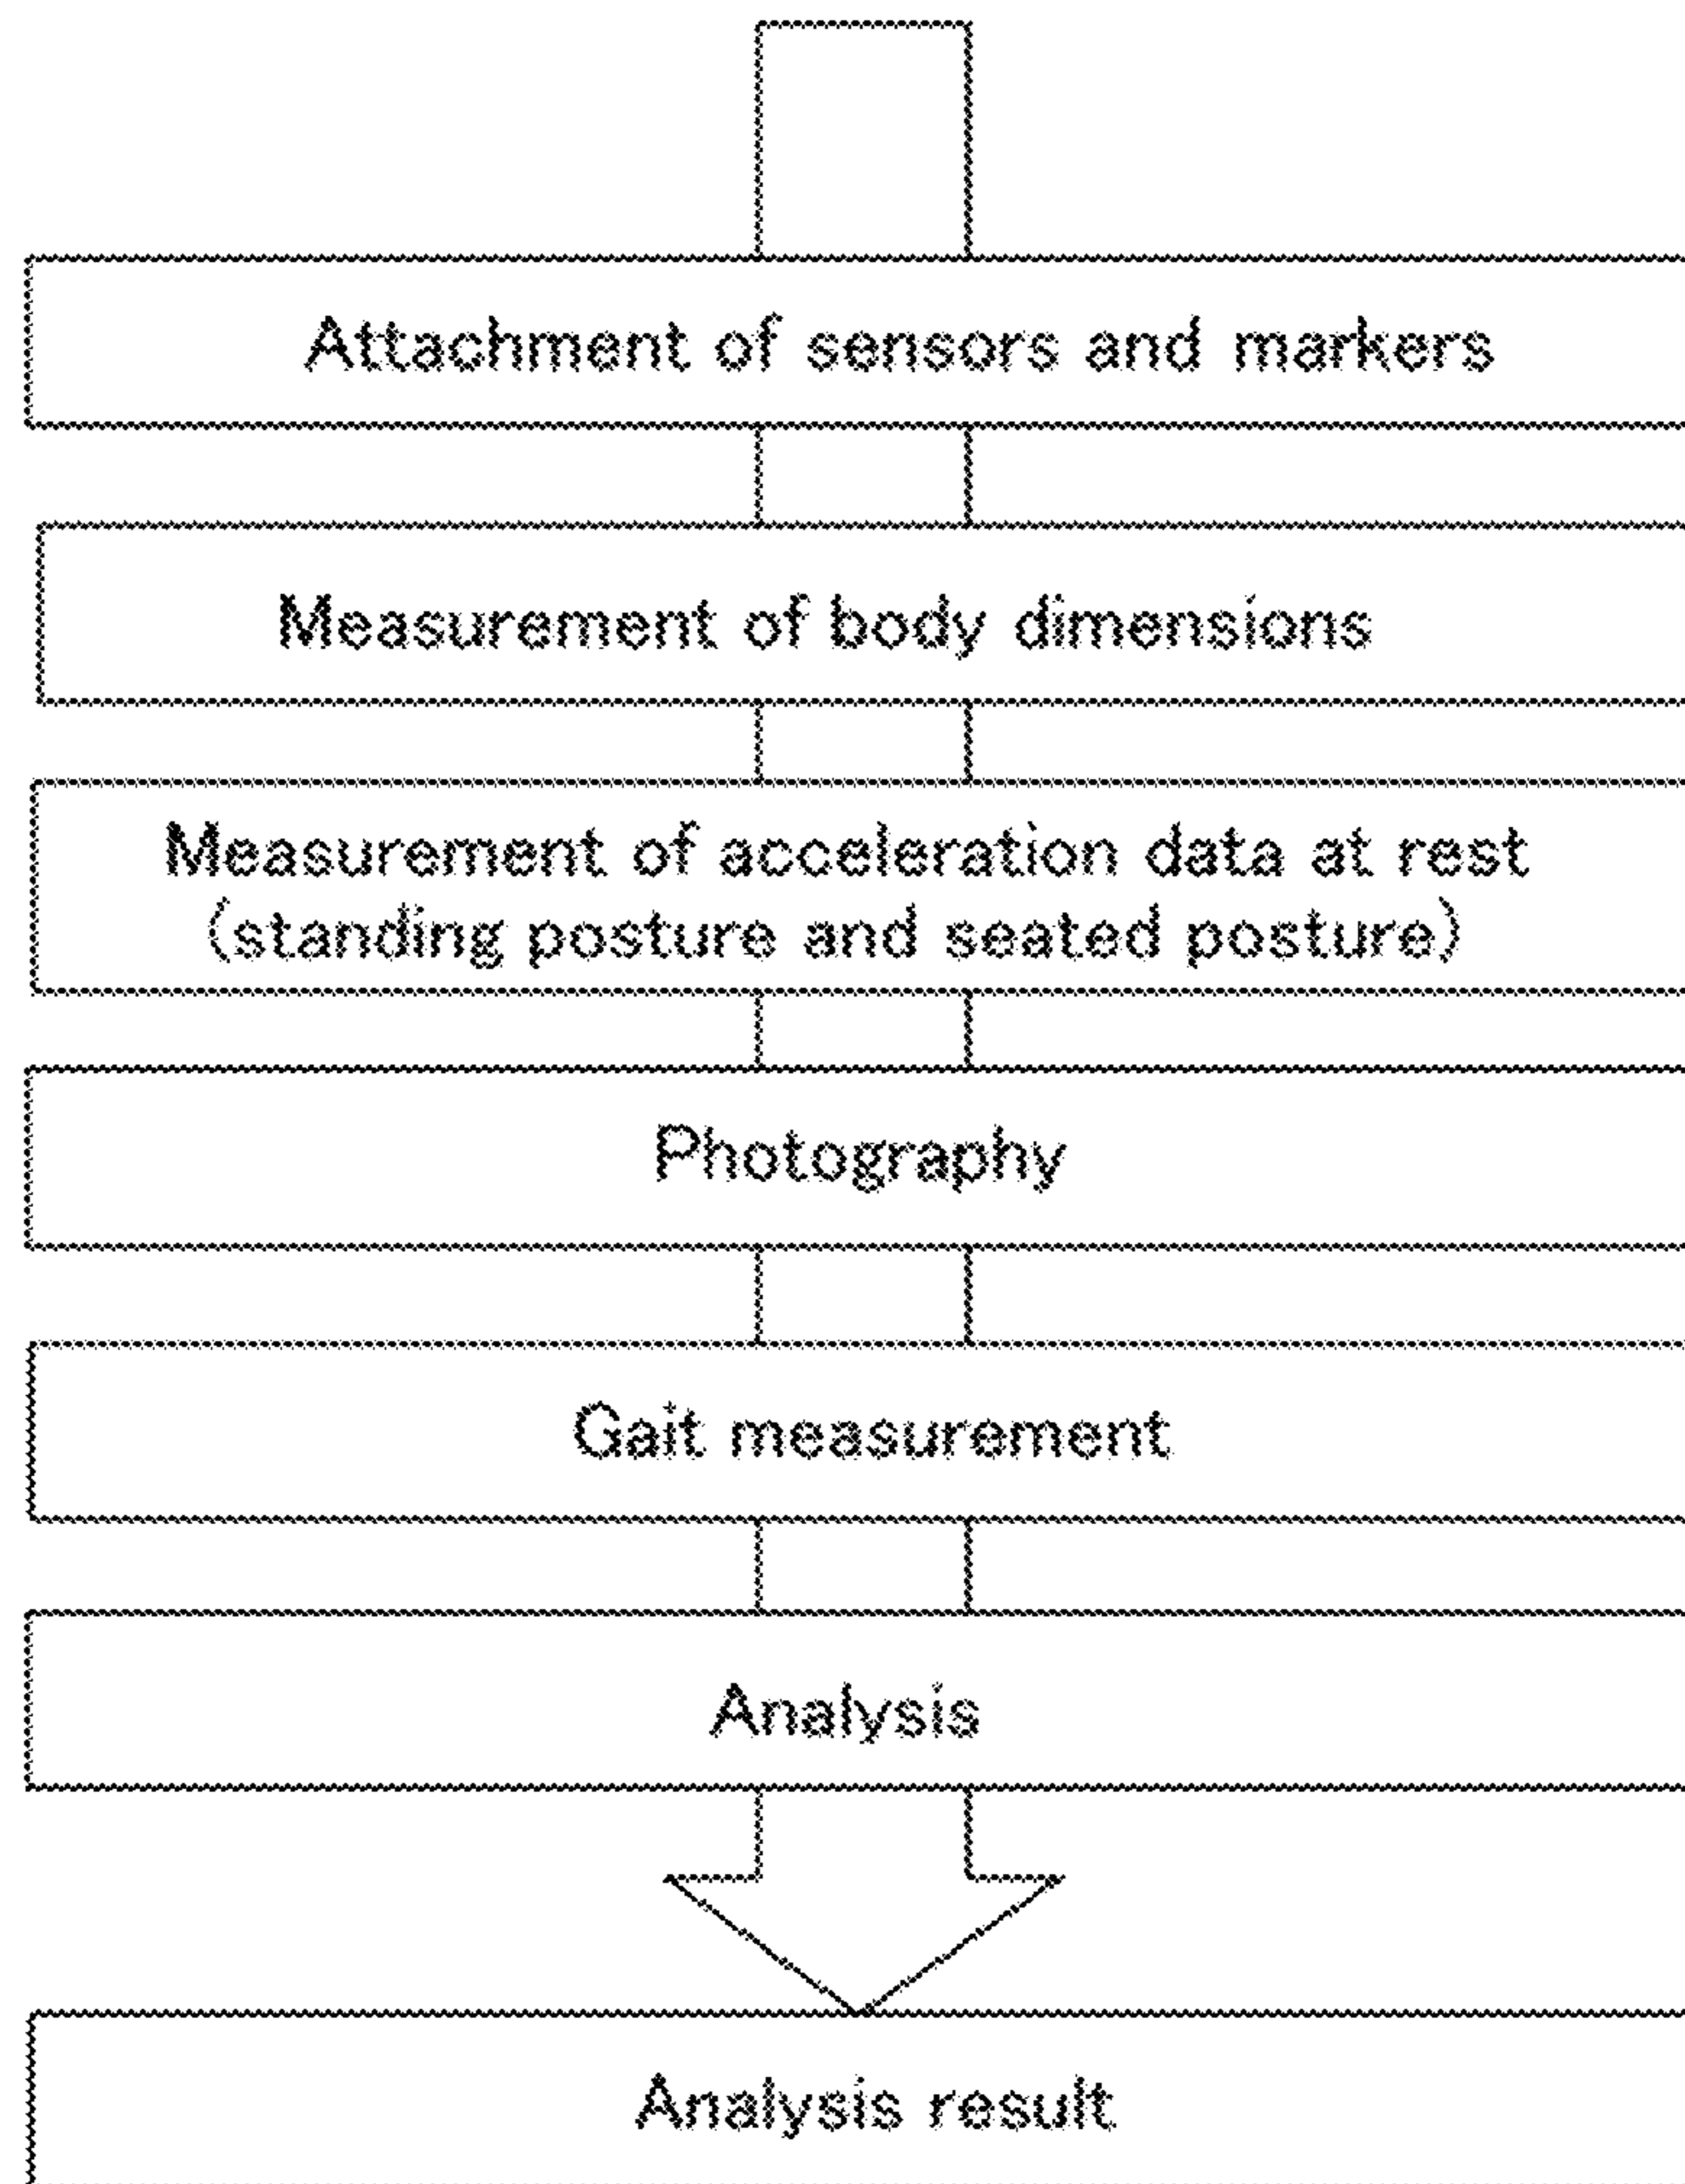 Attachment of sensors and markers
Measurement of body dimensions
Measurement of acceleration data at rest
(standing posture and seated posture)
Photography
Gait measurement
Analysis
Analysis result